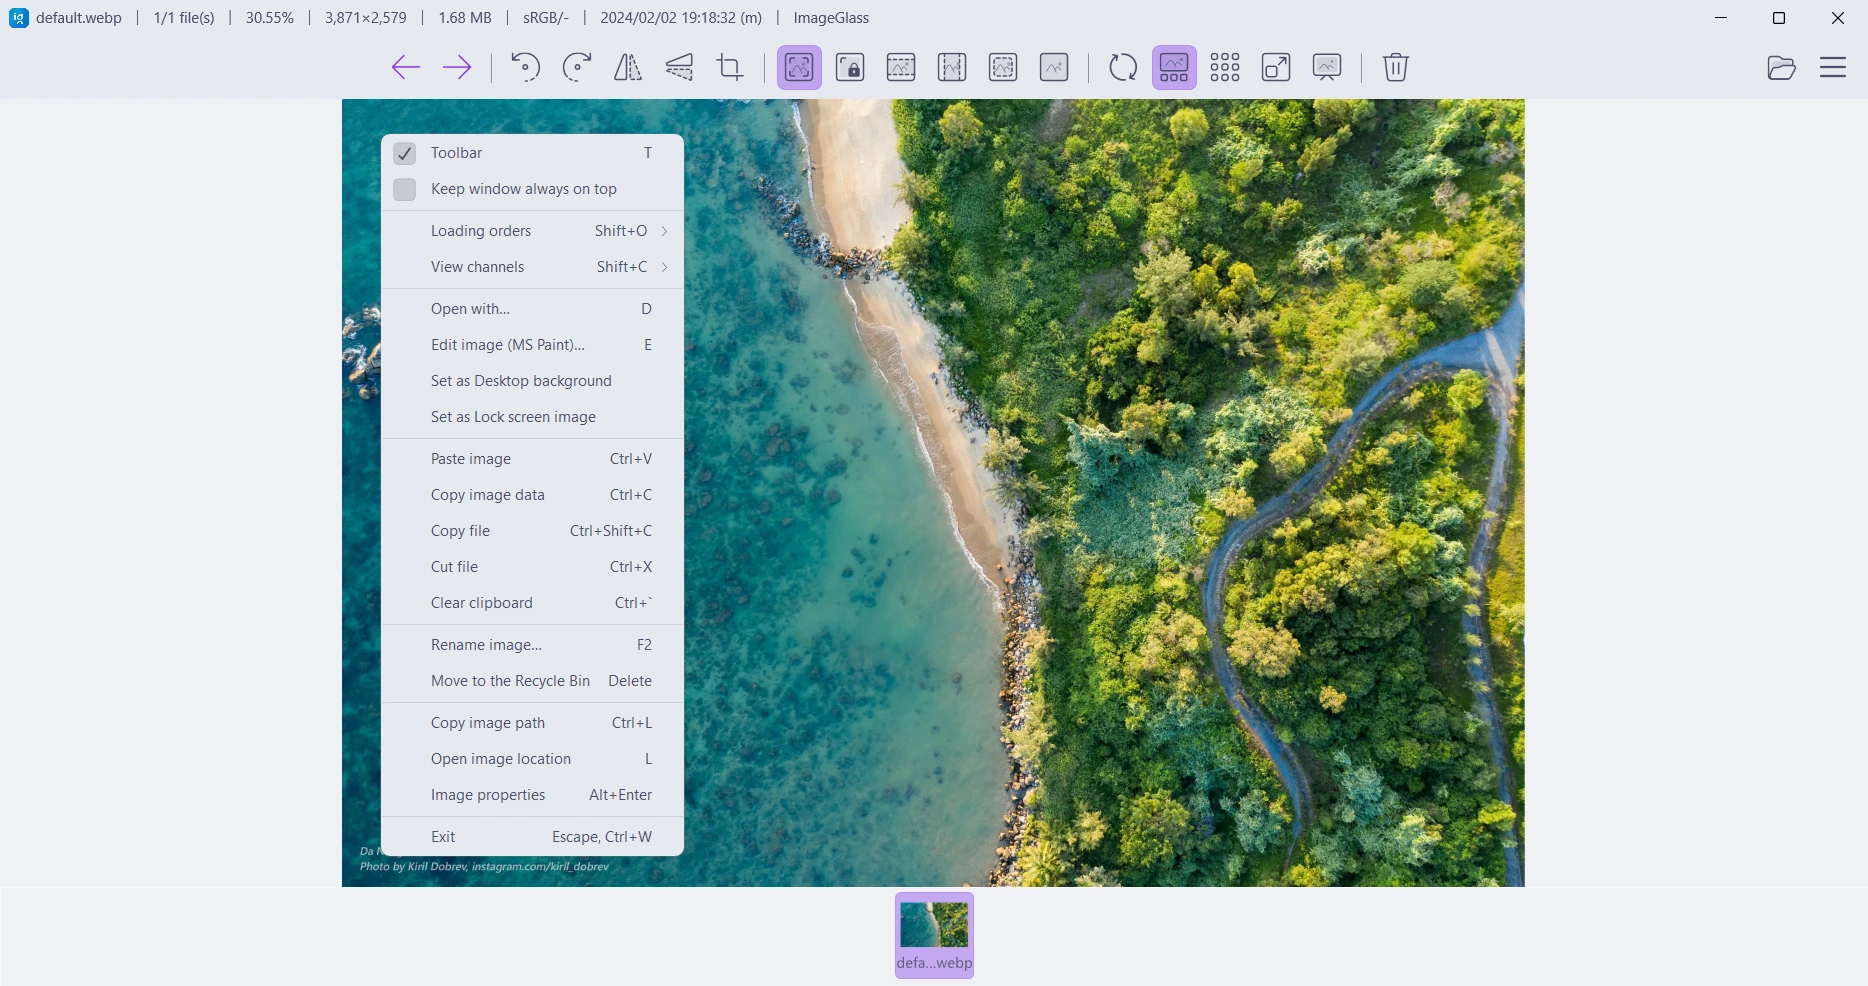 default.webp | 1/1 file(s) | 30.55% | 3,871×2,579 | 1.68 MB | sRGB/- | 2024/02/02 19:18:32 (m) | ImageGlass
Toolbar T
Keep window always on top
Loading orders Shift+O
View channels Shift+C
Open with... D
Edit image (MS Paint)... E
Set as Desktop background
Set as Lock screen image
Paste image Ctrl+V
Copy image data Ctrl+C
Copy file Ctrl+Shift+C
Cut file Ctrl+X
Clear clipboard Ctrl+`
Rename image... F2
Move to the Recycle Bin Delete
Copy image path Ctrl+L
Open image location L
Image properties Alt+Enter
Exit Escape, Ctrl+W
Da
Photo by Kiril Dobrev, instagram.com/kiril_dobrev
defa...webp